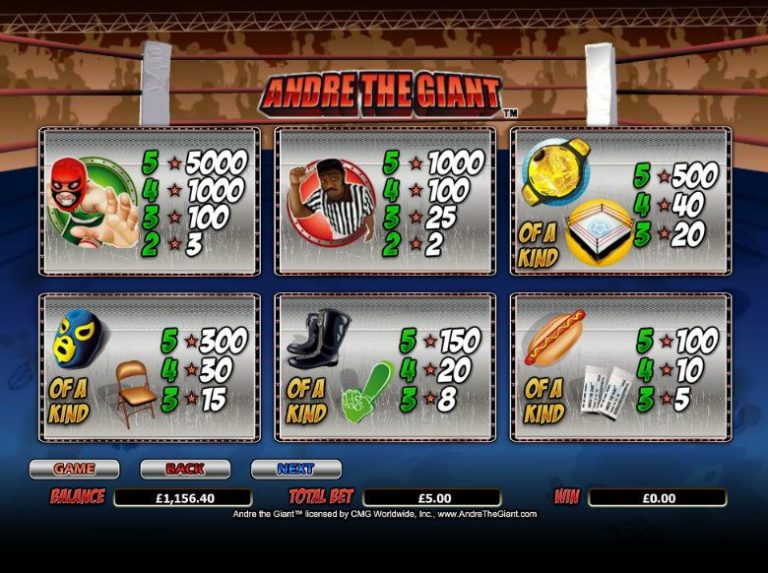 ANDRE THE GIANT™
5 ★ 5000
4 ★ 1000
3 ★ 100
2 ★ 3
5 ★ 1000
4 ★ 100
3 ★ 25
2 ★ 2
OF A KIND
5 ★ 500
4 ★ 40
3 ★ 20
OF A KIND
5 ★ 300
4 ★ 30
3 ★ 15
OF A KIND
5 ★ 150
4 ★ 20
3 ★ 8
OF A KIND
5 ★ 100
4 ★ 10
3 ★ 5
GAME BACK NEXT
BALANCE £1,156.40 TOTAL BET £5.00 WIN £0.00
Andre the Giant™ licensed by CMG Worldwide, Inc., www.AndreTheGiant.com